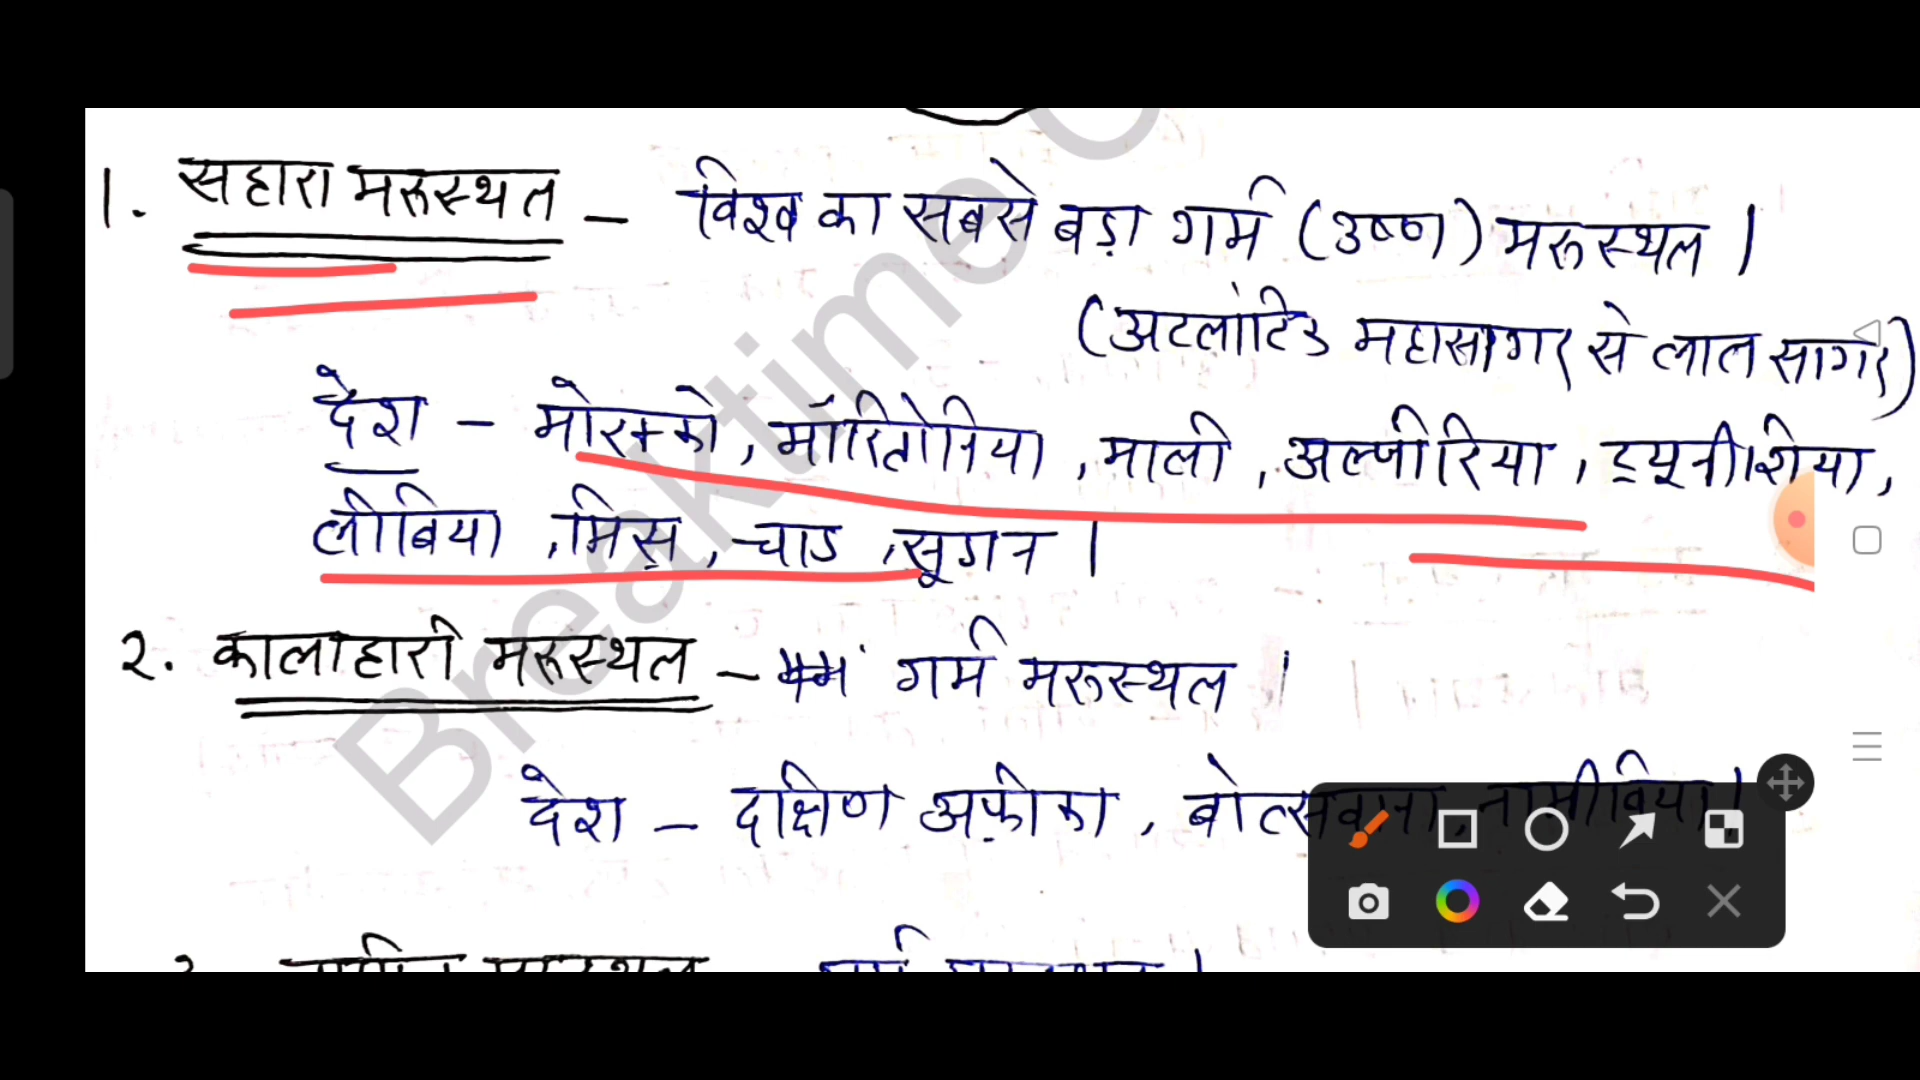 1. सहारा मरूस्थल – विश्व का सबसे बड़ा गर्म (उष्ण) मरूस्थल |
(अटलांटिक महासागर से लाल सागर)
देश – मोरक्को, मॉरितोनिया, माली, अल्जीरिया, ट्यूनीशिया,
लीबिया, मिस्र, चाड, सूडान |
2. कालाहारी मरूस्थल – गर्म मरूस्थल |
देश – दक्षिण अफ्रीका, बोत्सवाना, नामीबिया |
Breaktime